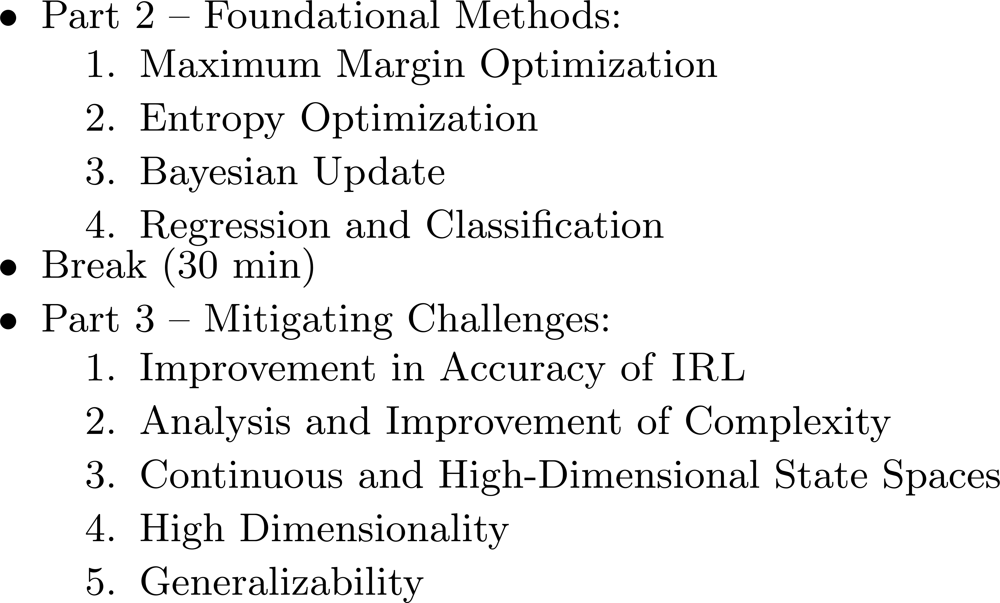 • Part 2 – Foundational Methods:
1. Maximum Margin Optimization
2. Entropy Optimization
3. Bayesian Update
4. Regression and Classification
• Break (30 min)
• Part 3 – Mitigating Challenges:
1. Improvement in Accuracy of IRL
2. Analysis and Improvement of Complexity
3. Continuous and High-Dimensional State Spaces
4. High Dimensionality
5. Generalizability